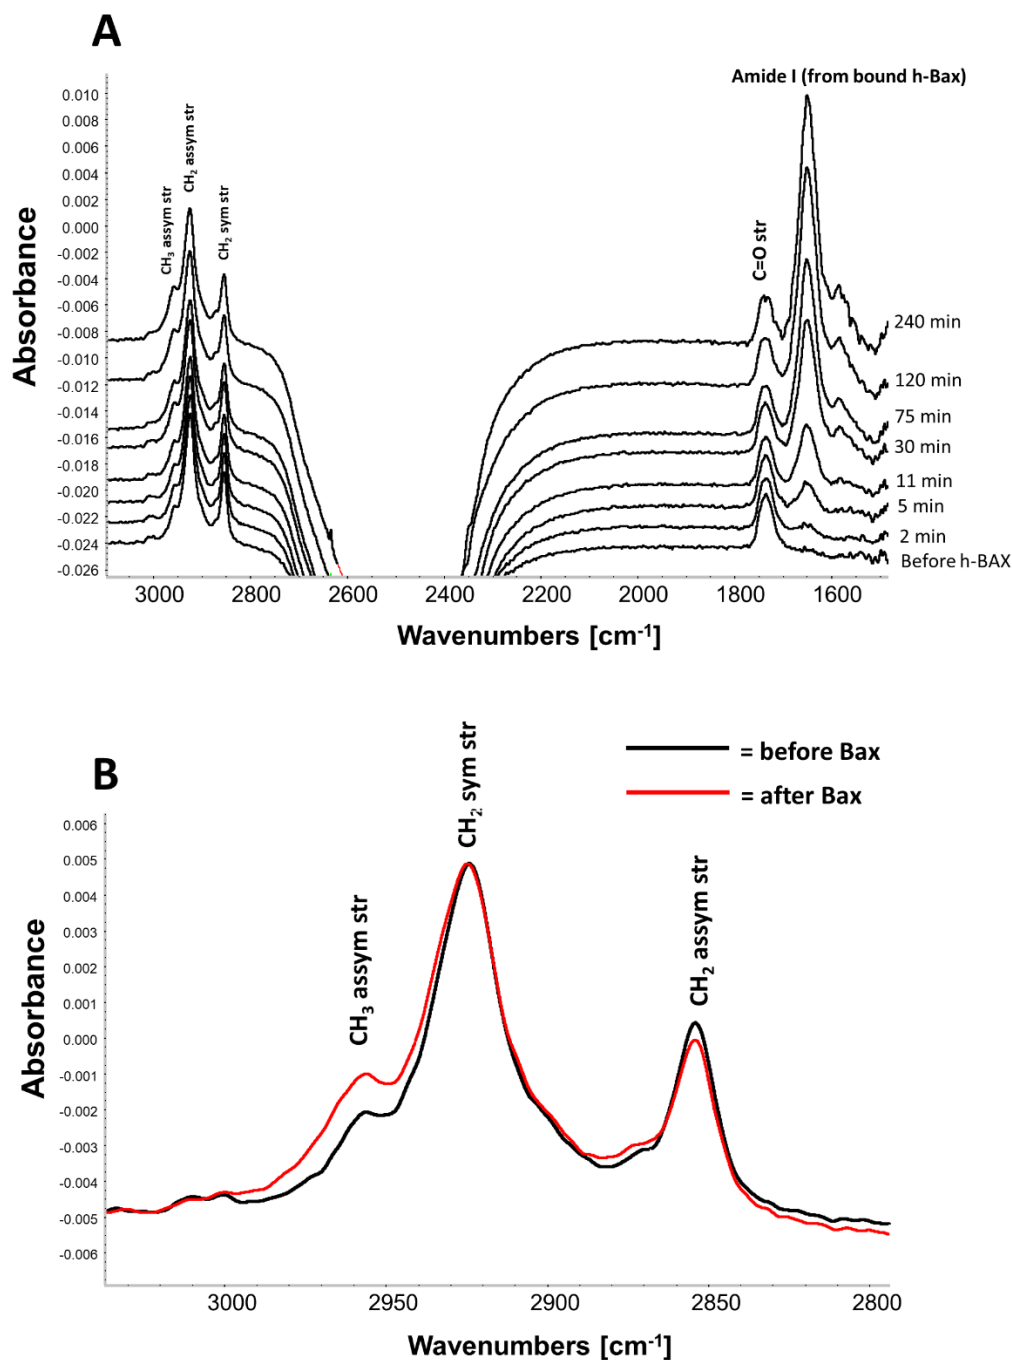 A
Amide I (from bound h-Bax)
CH₃ assym str
CH₂ assym str
CH₂ sym str
C=O str
Absorbance
0.010
0.008
0.006
0.004
0.002
0.000
-0.002
-0.004
-0.006
-0.008
-0.010
-0.012
-0.014
-0.016
-0.018
-0.020
-0.022
-0.024
-0.026
240 min
120 min
75 min
30 min
11 min
5 min
2 min
Before h-BAX
3000 2800 2600 2400 2200 2000 1800 1600
Wavenumbers [cm⁻¹]
B
= before Bax
= after Bax
CH₃ assym str
CH₂ sym str
CH₂ assym str
Absorbance
0.006
0.005
0.004
0.003
0.002
0.001
0.000
-0.001
-0.002
-0.003
-0.004
-0.005
-0.006
3000 2950 2900 2850 2800
Wavenumbers [cm⁻¹]